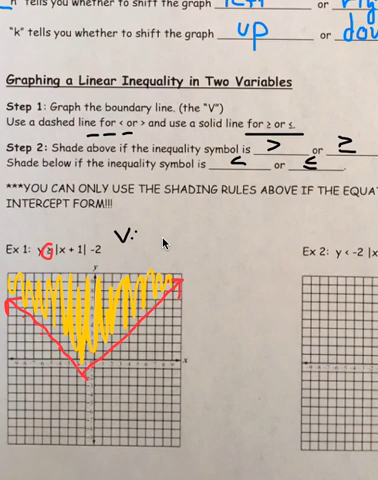 "h" tells you whether to shift the graph left or
"k" tells you whether to shift the graph up or
Graphing a Linear Inequality in Two Variables
Step 1: Graph the boundary line. (the "V")
Use a dashed line for < or > and use a solid line for ≥ or ≤.
Step 2: Shade above if the inequality symbol is > or ≥
Shade below if the inequality symbol is < or ≤.
***YOU CAN ONLY USE THE SHADING RULES ABOVE IF THE
INTERCEPT FORM!!!
V:
Ex 1: y ≥ |x + 1| -2
Ex 2: y < -2 |x
y
x